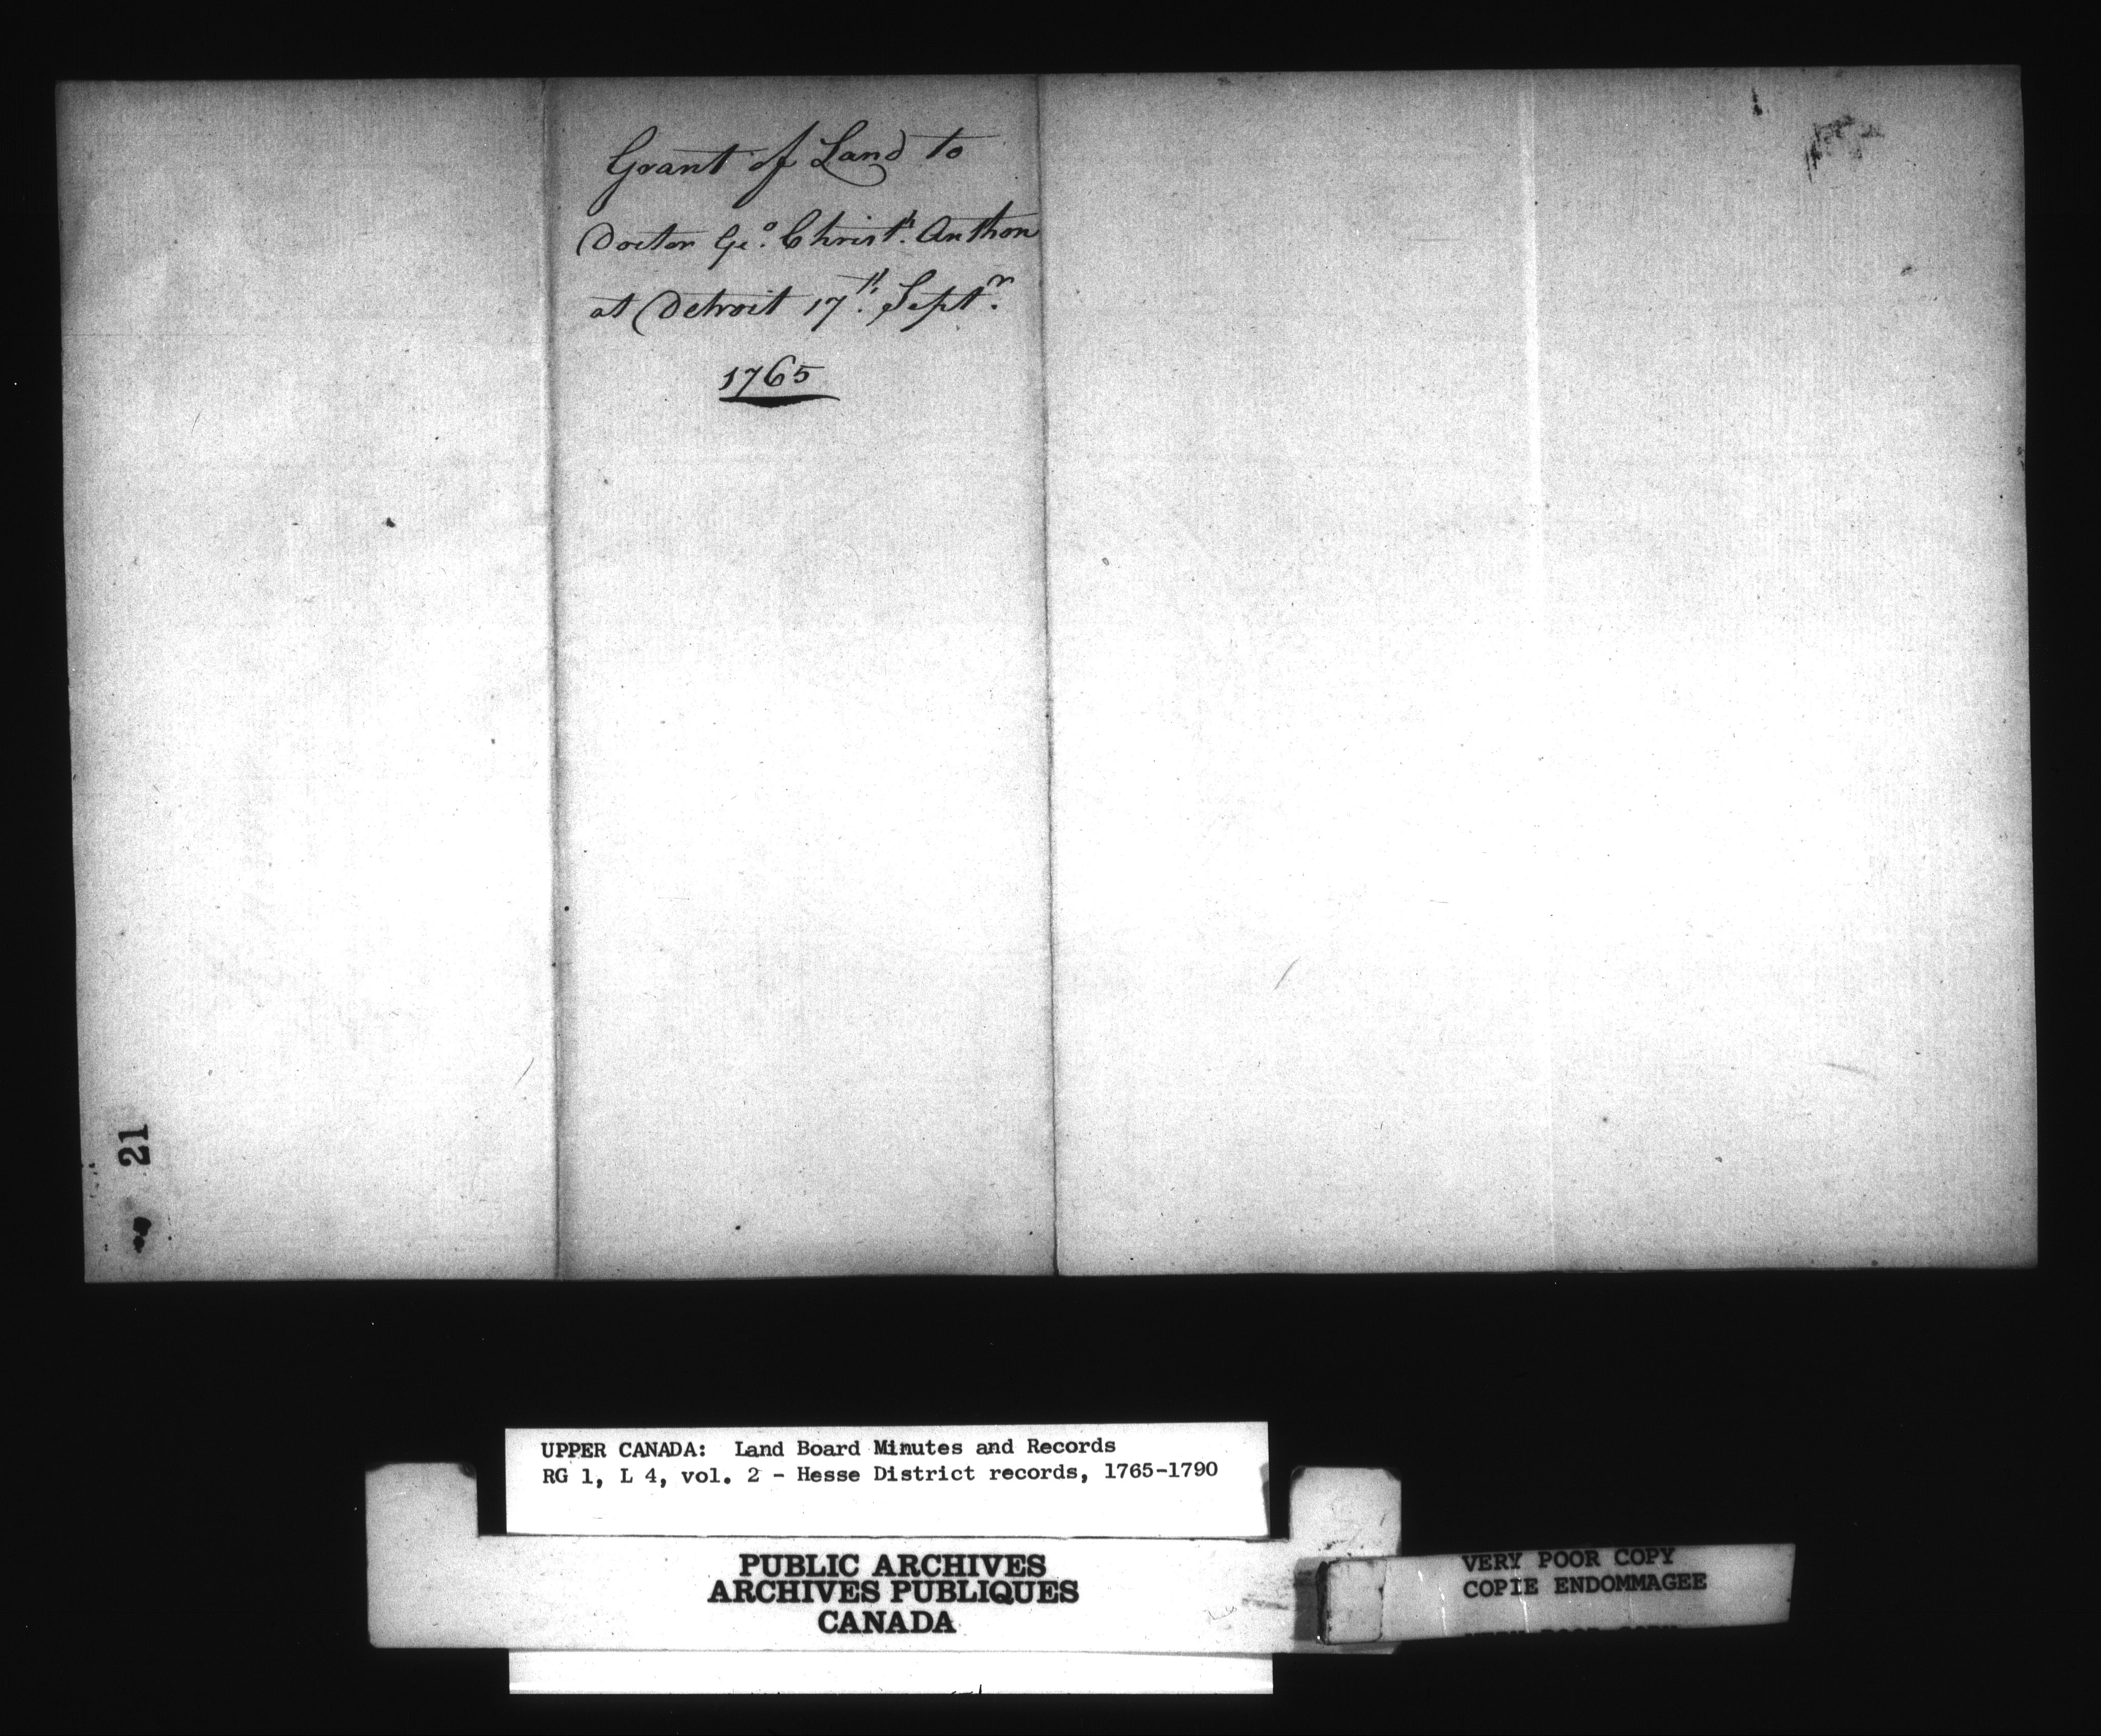 Grant of Land to
Doctor Geo. Christn. Anthon
at Detroit 17th. Septr.
1765
21
UPPER CANADA: Land Board Minutes and Records
RG 1, L 4, vol. 2 - Hesse District records, 1765-1790
PUBLIC ARCHIVES
ARCHIVES PUBLIQUES
CANADA
VERY POOR COPY
COPIE ENDOMMAGEE